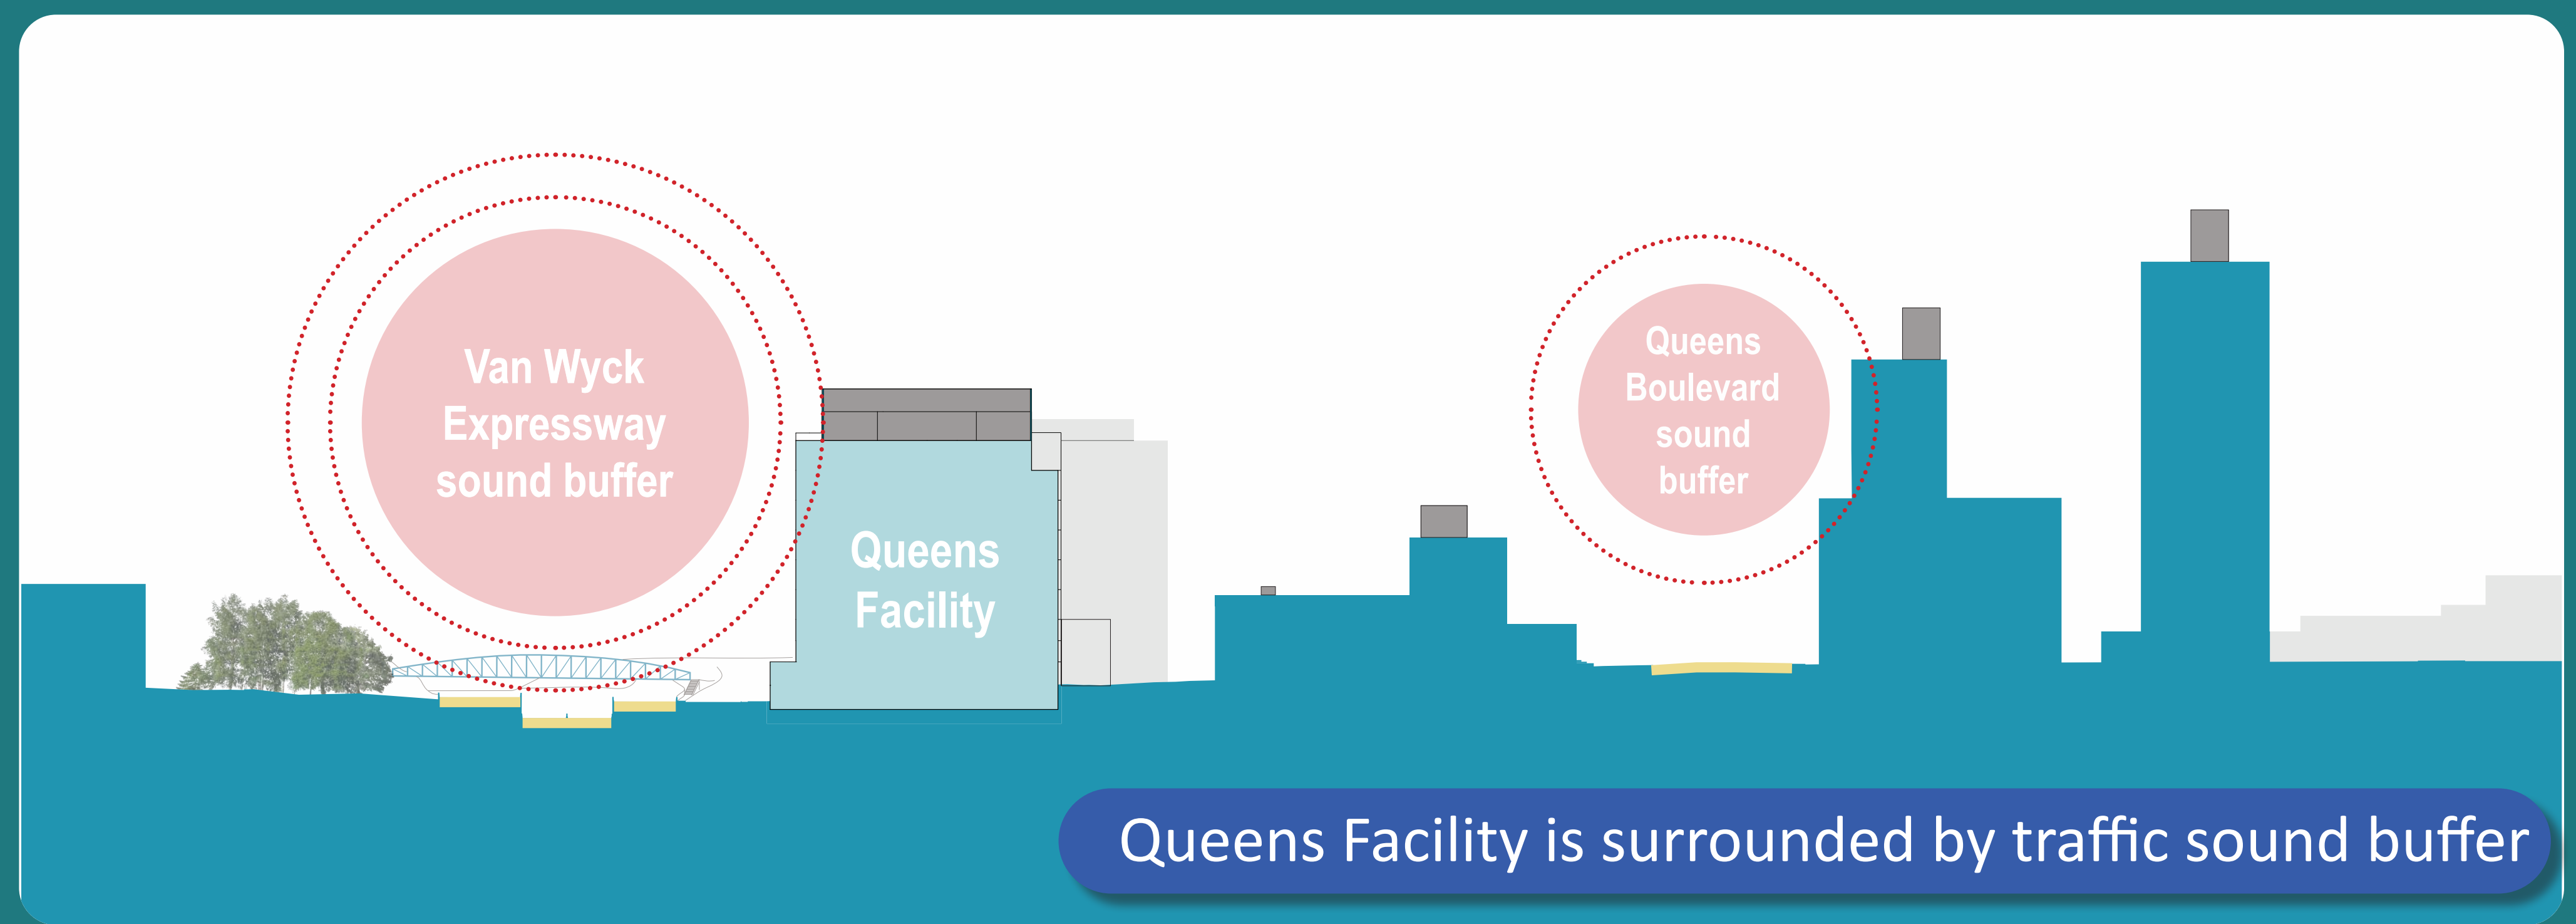 Van Wyck
Expressway
sound buffer
Queens
Facility
Queens
Boulevard
sound
buffer
Queens Facility is surrounded by traffic sound buffer